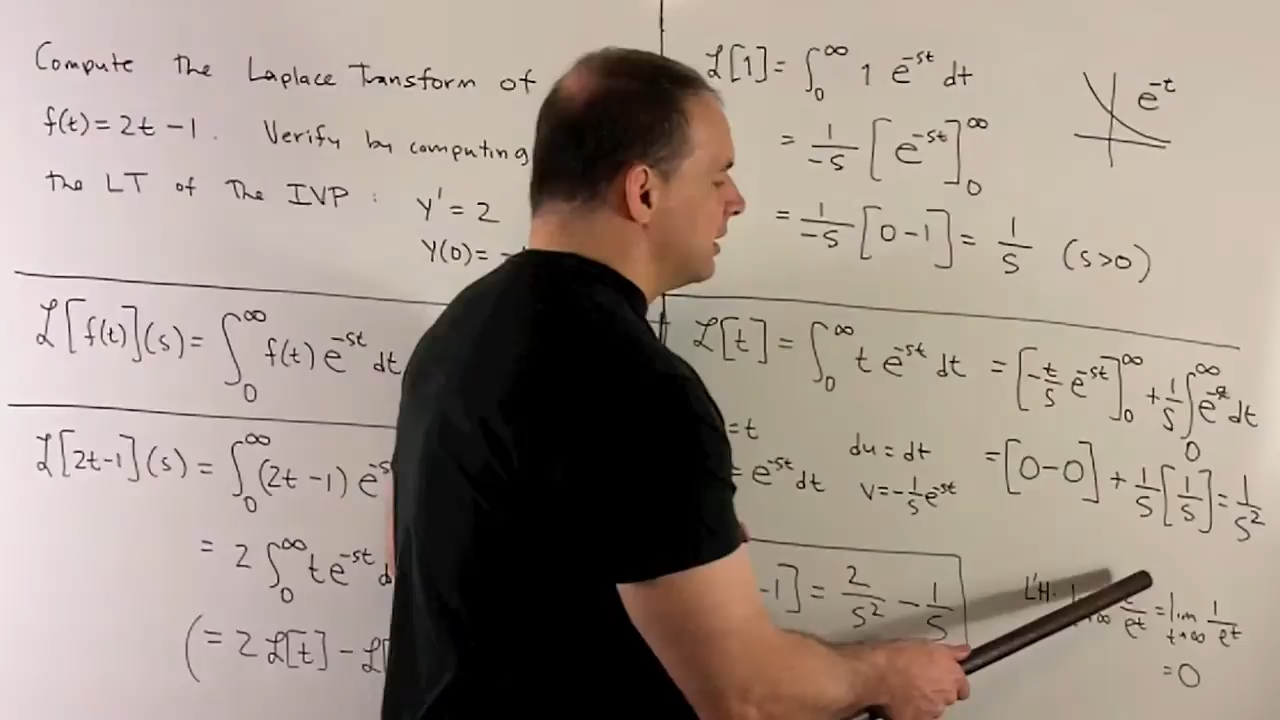 Compute the Laplace Transform of
f(t) = 2t - 1. Verify by computing
the LT of the IVP: y' = 2
y(0) =
ℒ[f(t)](s) = ∫₀^∞ f(t) e^{-st} dt
ℒ[2t-1](s) = ∫₀^∞ (2t - 1) e^{-s
= 2 ∫₀^∞ t e^{-st} d
(= 2 ℒ[t] - ℒ[
ℒ[1] = ∫₀^∞ 1 e^{-st} dt
e^{-t}
= 1/-s [e^{-st}]₀^∞
= 1/-s [0 - 1] = 1/s (s>0)
ℒ[t] = ∫₀^∞ t e^{-st} dt = [-t/s e^{-st}]₀^∞ + 1/s ∫₀^∞ e^{-st} dt
= t du = dt = [0-0] + 1/s [1/s] = 1/s²
= e^{-st} dt v = -1/s e^{-st}
-1] = 2/s² - 1/s
L'H. e^t = lim t→∞ 1/e^t
= 0